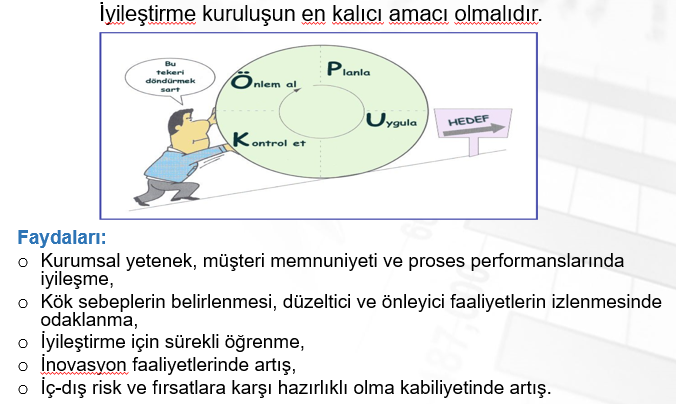 İyileştirme kuruluşun en kalıcı amacı olmalıdır.
Bu
tekeri
döndürmek
sart
Önlem al
Planla
Kontrol et
Uygula
HEDEF
Faydaları:
o Kurumsal yetenek, müşteri memnuniyeti ve proses performanslarında
iyileşme,
o Kök sebeplerin belirlenmesi, düzeltici ve önleyici faaliyetlerin izlenmesinde
odaklanma,
o İyileştirme için sürekli öğrenme,
o İnovasyon faaliyetlerinde artış,
o İç-dış risk ve fırsatlara karşı hazırlıklı olma kabiliyetinde artış.